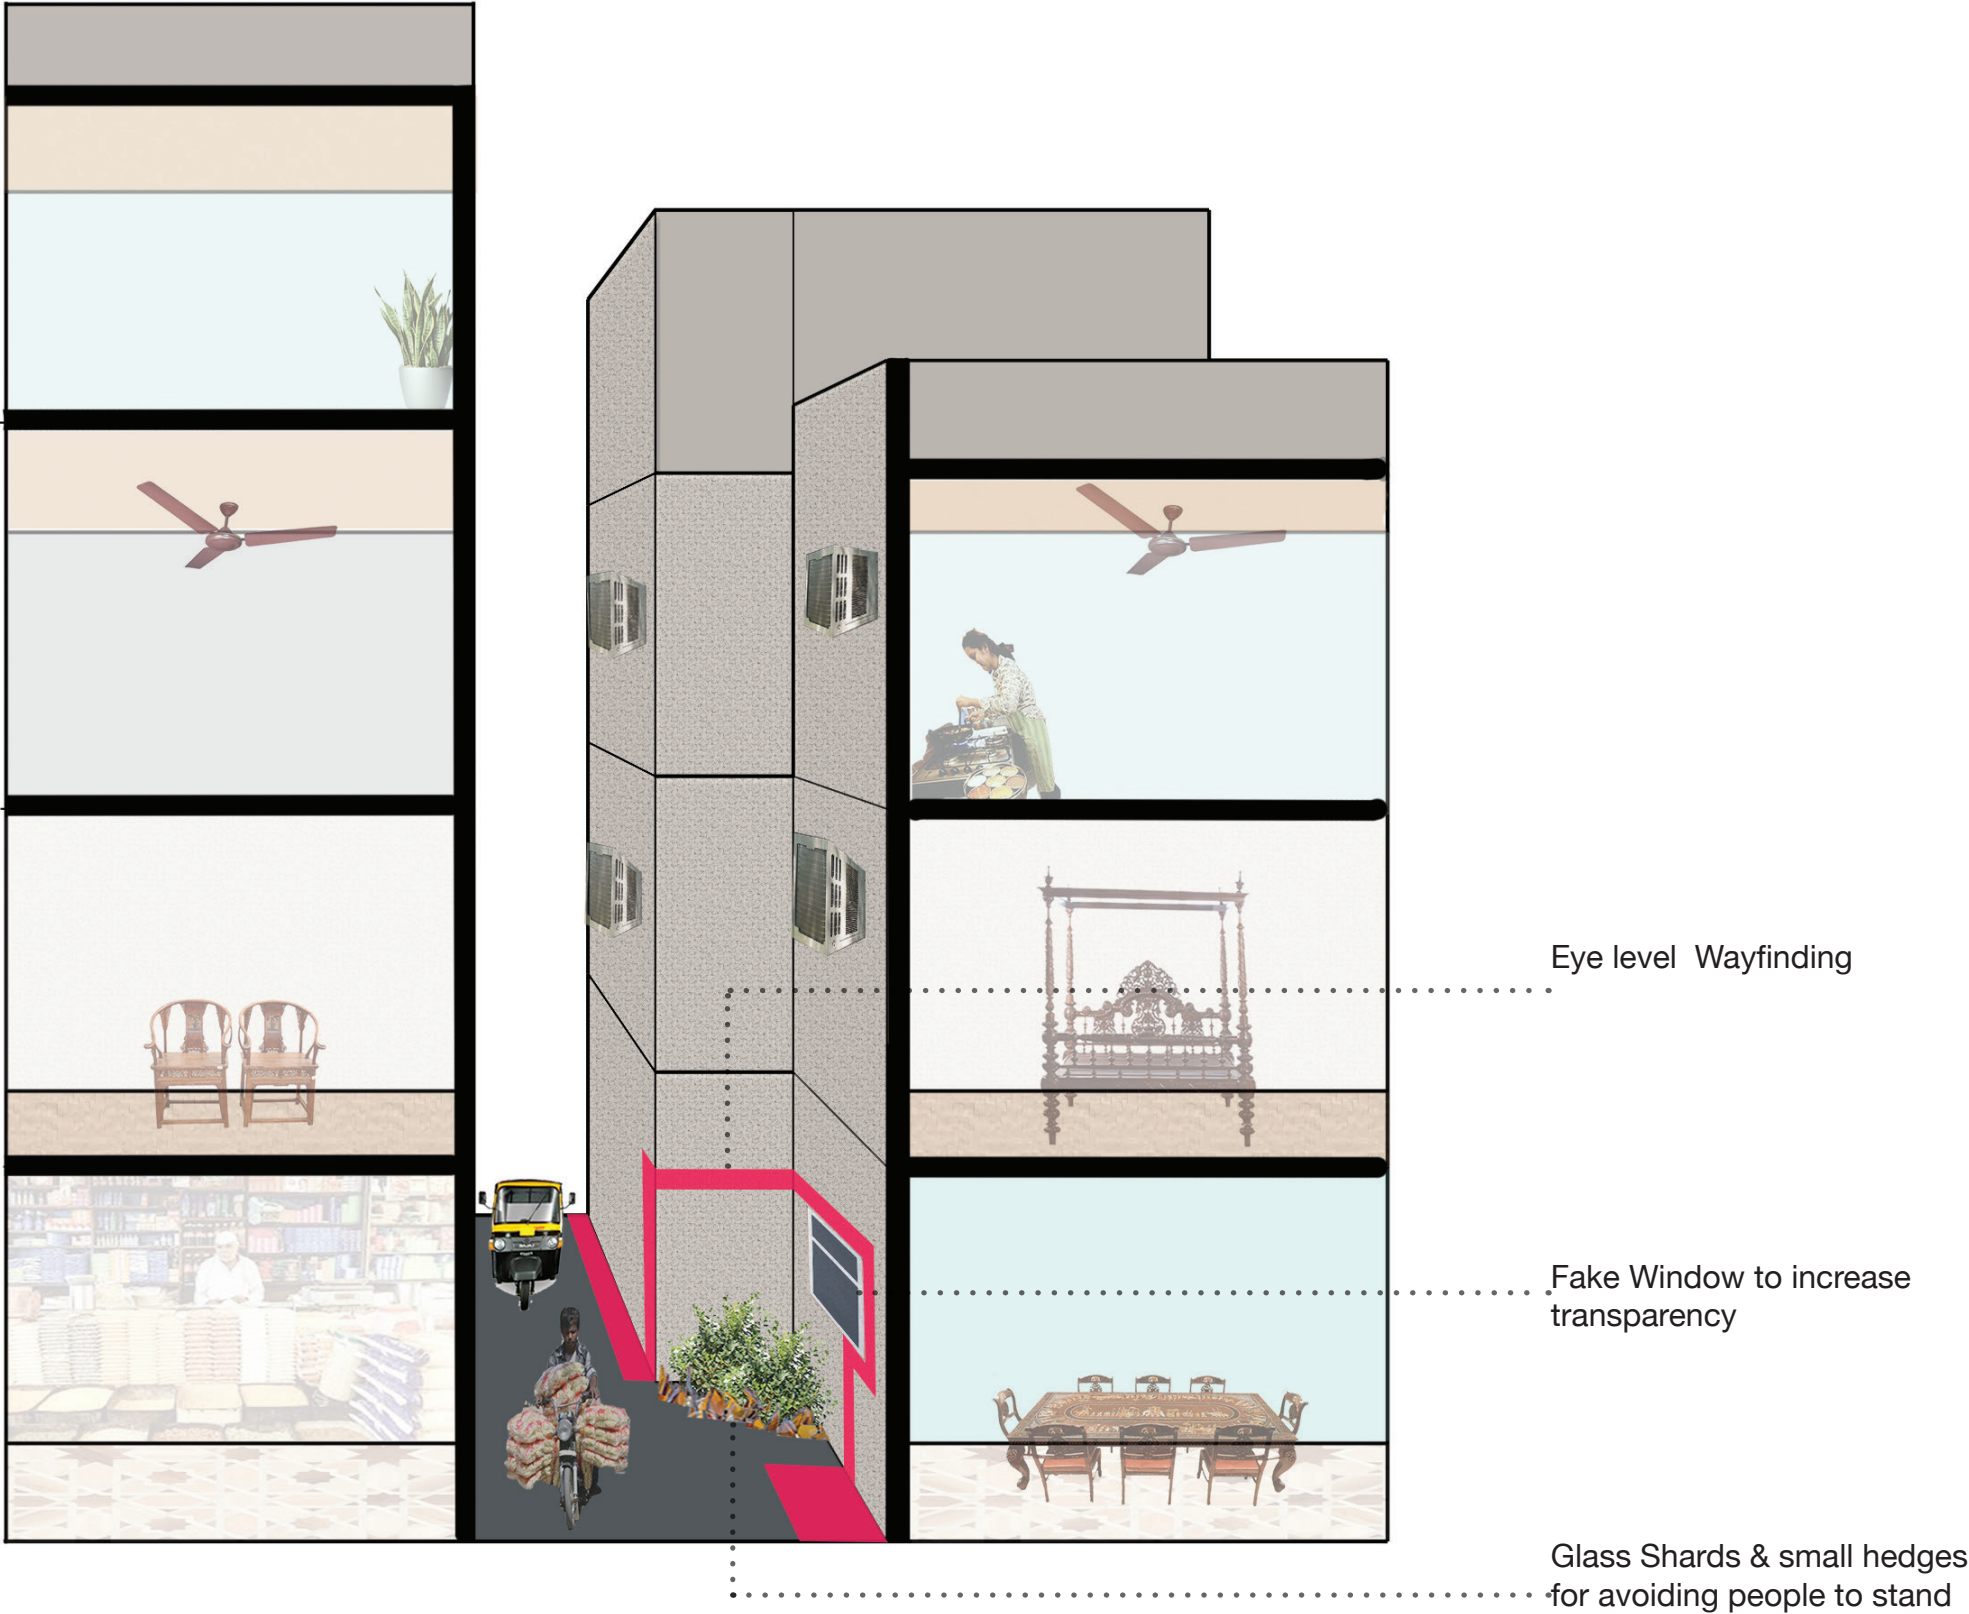 Eye level  Wayfinding
Fake Window to increase
transparency
Glass Shards & small hedges
for avoiding people to stand